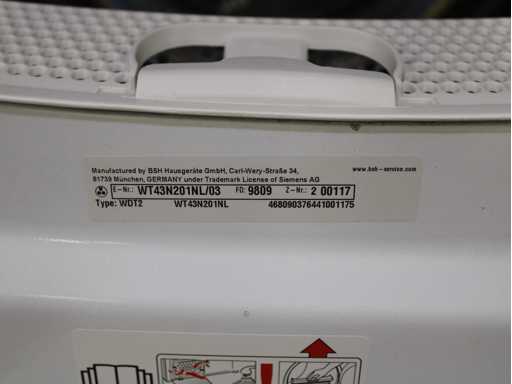 Manufactured by BSH Hausgeräte GmbH, Carl-Wery-Straße 34,
81739 München, GERMANY under Trademark License of Siemens AG
www.bsh-service.com
E-Nr.: WT43N201NL/03 FD: 9809 Z-Nr.: 2 00117
Type: WDT2 WT43N201NL 468090376441001175